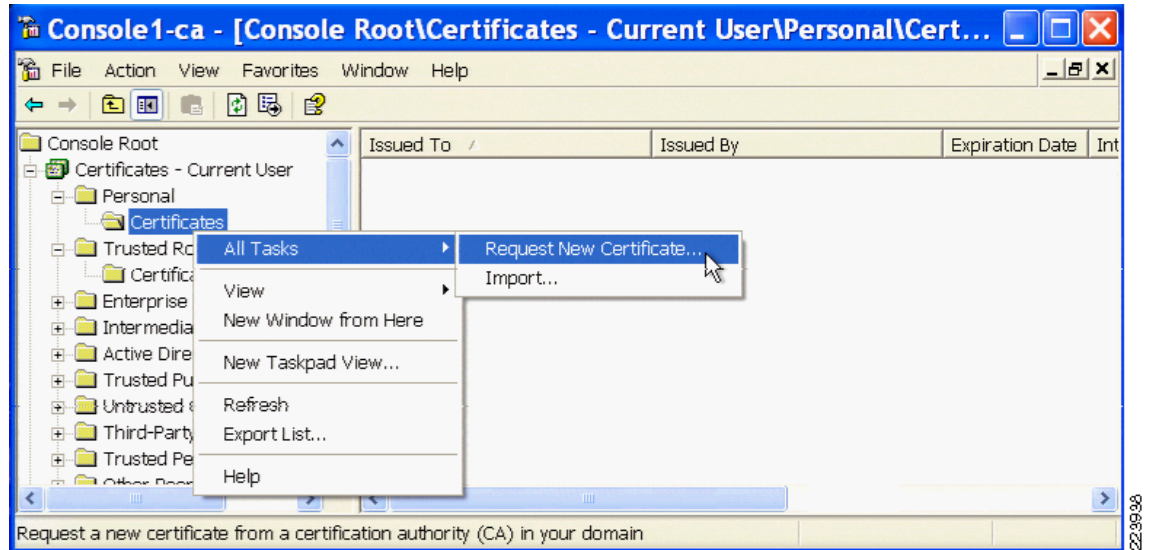 Console1-ca - [Console Root\Certificates - Current User\Personal\Cert...
File Action View Favorites Window Help
Console Root
Issued To
Issued By
Expiration Date
Int
Certificates - Current User
Personal
Certificates
Trusted Ro
Certifica
Enterprise
Intermedia
Active Dire
Trusted Pu
Untrusted
Third-Party
Trusted Pe
All Tasks
View
New Window from Here
New Taskpad View...
Refresh
Export List...
Help
Request New Certificate...
Import...
Request a new certificate from a certification authority (CA) in your domain
223938